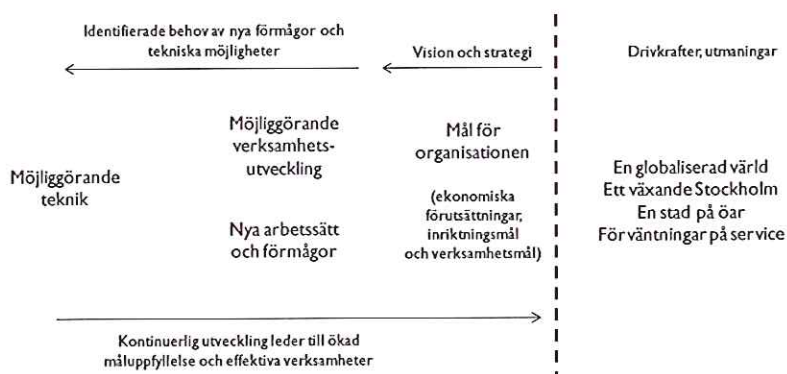 Identifierade behov av nya förmågor och
tekniska möjligheter
Vision och strategi
Drivkrafter, utmaningar
Möjliggörande
teknik
Möjliggörande
verksamhets-
utveckling
Nya arbetssätt
och förmågor
Mål för
organisationen
(ekonomiska
förutsättningar,
inriktningsmål
och verksamhetsmål)
En globaliserad värld
Ett växande Stockholm
En stad på öar
Förväntningar på service
Kontinuerlig utveckling leder till ökad
måluppfyllelse och effektiva verksamheter